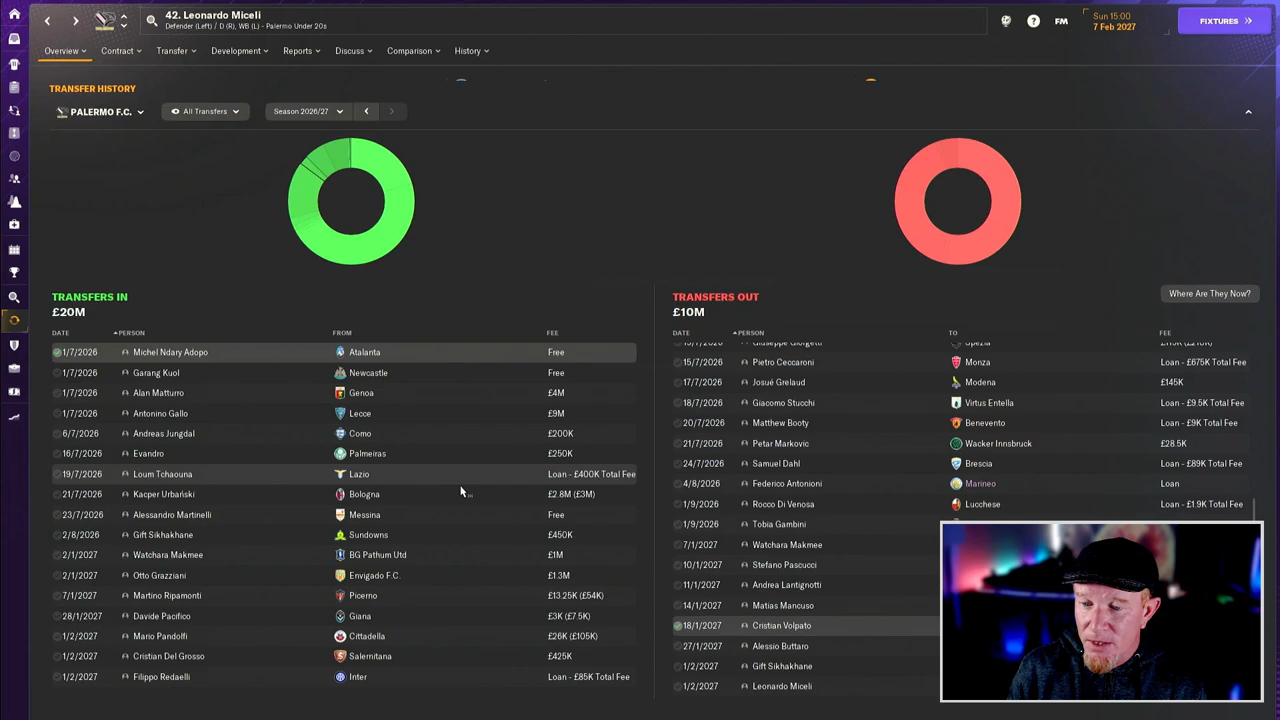 42. Leonardo Miceli
Defender (Left) / D (R), WB (L) - Palermo Under 20s
FM
Sun 15:00
7 Feb 2027
FIXTURES
Overview
Contract
Transfer
Development
Reports
Discuss
Comparison
History
TRANSFER HISTORY
PALERMO F.C.
All Transfers
Season 2026/27
TRANSFERS IN
£20M
DATE PERSON FROM FEE
1/7/2026 Michel Ndary Adopo Atalanta Free
1/7/2026 Garang Kuol Newcastle Free
1/7/2026 Alan Matturro Genoa £4M
1/7/2026 Antonino Gallo Lecce £9M
6/7/2026 Andreas Jungdal Como £200K
16/7/2026 Evandro Palmeiras £250K
19/7/2026 Loum Tchaouna Lazio Loan - £400K Total Fee
21/7/2026 Kacper Urbański Bologna £2.8M (£3M)
23/7/2026 Alessandro Martinelli Messina Free
2/8/2026 Gift Sikhakhane Sundowns £450K
2/1/2027 Watchara Makmee BG Pathum Utd £1M
2/1/2027 Otto Grazziani Envigado F.C. £1.3M
7/1/2027 Martino Ripamonti Picerno £13.25K (£54K)
28/1/2027 Davide Pacifico Giana £3K (£7.5K)
1/2/2027 Mario Pandolfi Cittadella £26K (£105K)
1/2/2027 Cristian Del Grosso Salernitana £425K
1/2/2027 Filippo Redaelli Inter Loan - £85K Total Fee
TRANSFERS OUT
£10M
Where Are They Now?
DATE PERSON TO FEE
15/7/2026 Pietro Ceccaroni Monza Loan - £675K Total Fee
17/7/2026 Josué Grelaud Modena £145K
18/7/2026 Giacomo Stucchi Virtus Entella Loan - £9.5K Total Fee
20/7/2026 Matthew Booty Benevento Loan - £9K Total Fee
21/7/2026 Petar Markovic Wacker Innsbruck £28.5K
24/7/2026 Samuel Dahl Brescia Loan - £89K Total Fee
4/8/2026 Federico Antonioni Marineo Loan
1/9/2026 Rocco Di Venosa Lucchese Loan - £1.9K Total Fee
1/9/2026 Tobia Gambini
7/1/2027 Watchara Makmee
10/1/2027 Stefano Pascucci
11/1/2027 Andrea Lantignotti
14/1/2027 Matias Mancuso
18/1/2027 Cristian Volpato
27/1/2027 Alessio Buttaro
1/2/2027 Gift Sikhakhane
1/2/2027 Leonardo Miceli